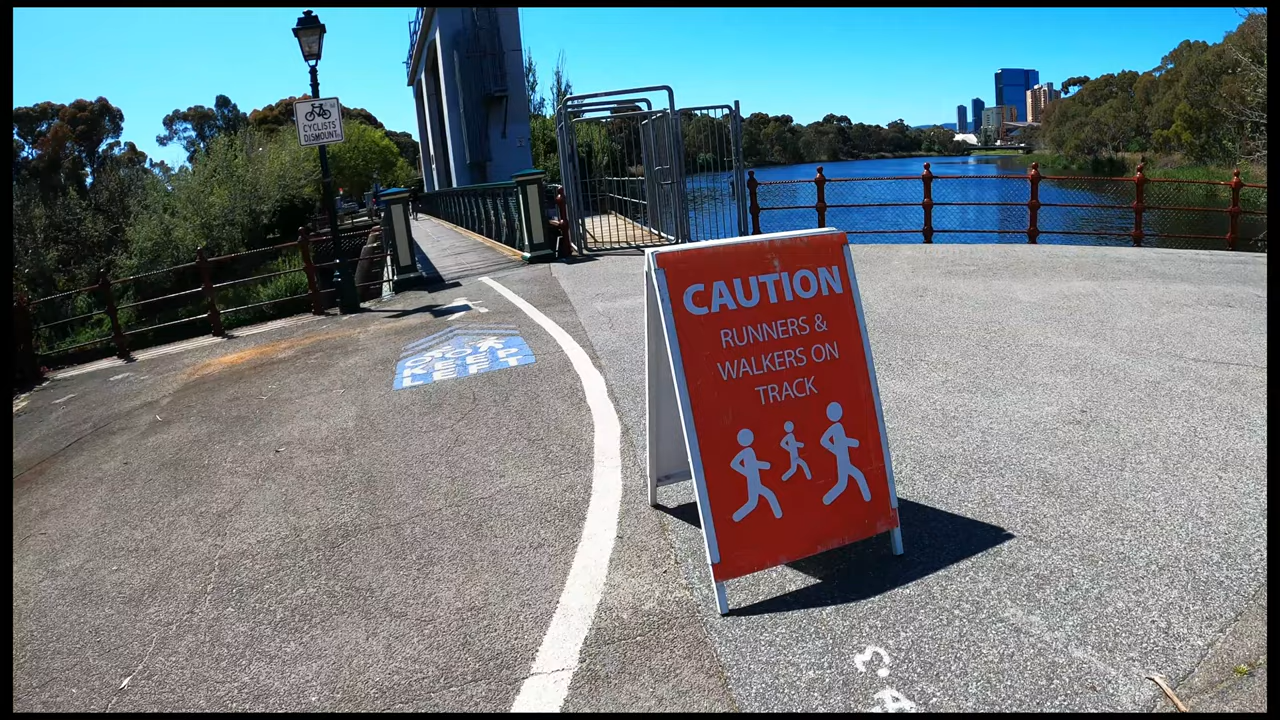 CYCLISTS
DISMOUNT
CAUTION
RUNNERS &
WALKERS ON
TRACK
KEEP
LEFT